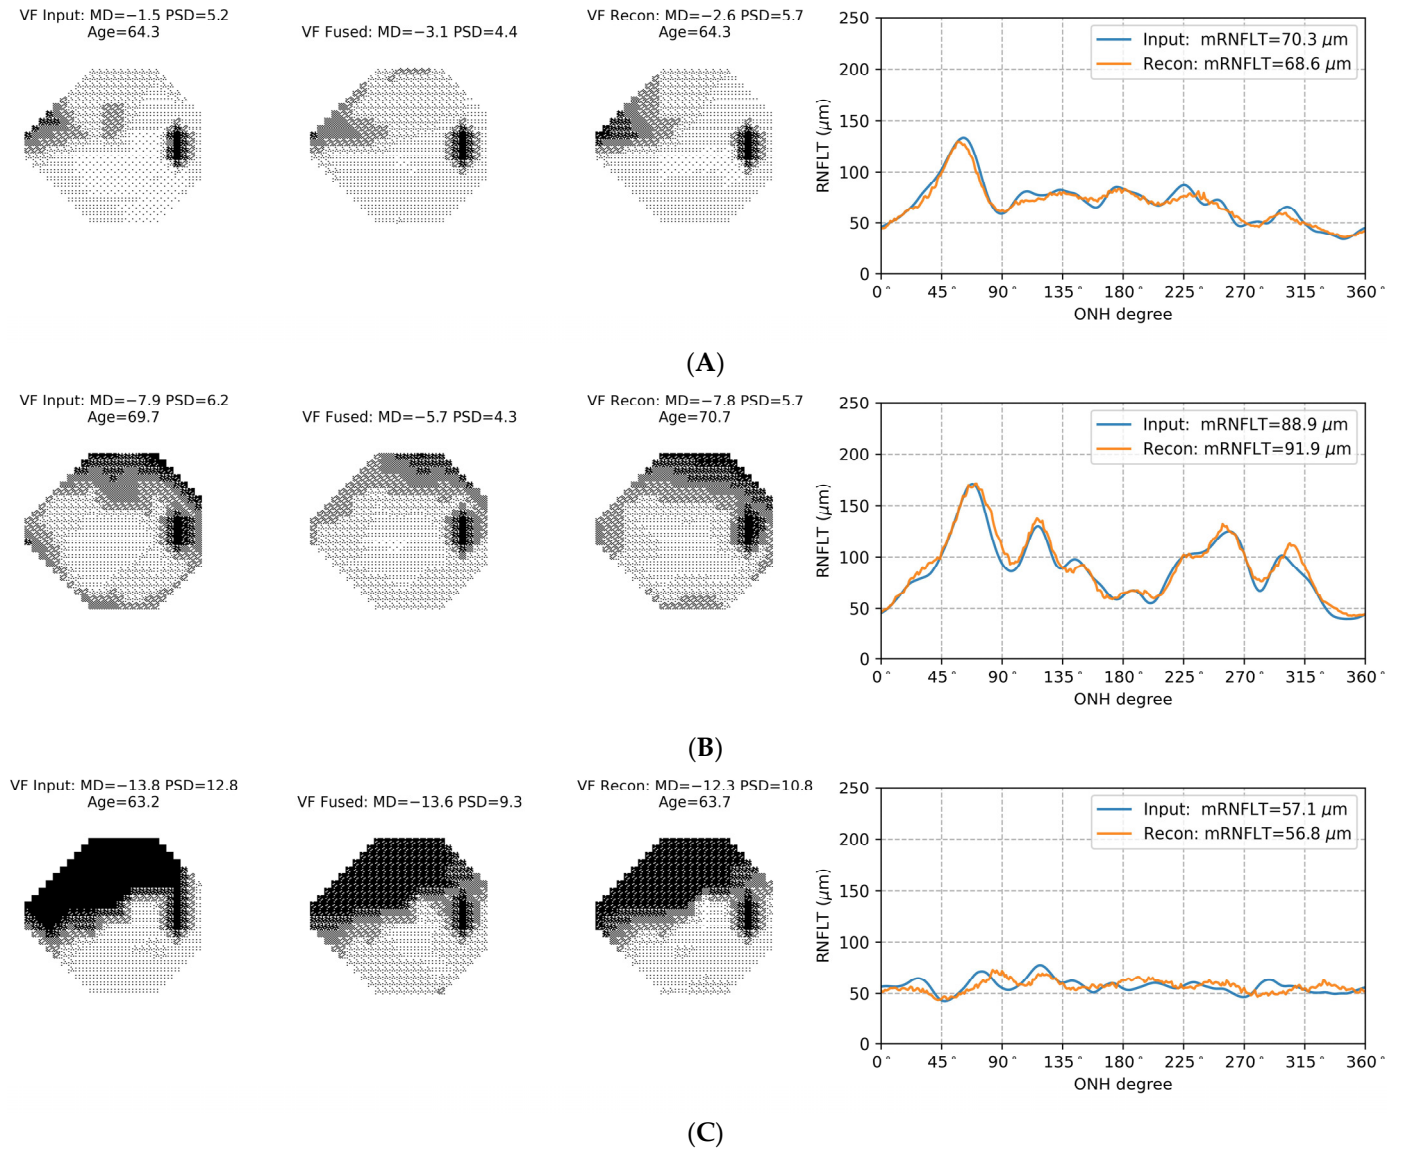 VF Input: MD=−1.5 PSD=5.2
Age=64.3
VF Fused: MD=−3.1 PSD=4.4
VF Recon: MD=−2.6 PSD=5.7
Age=64.3
250
200
150
100
50
0
RNFLT (μm)
Input: mRNFLT=70.3 μm
Recon: mRNFLT=68.6 μm
0° 45° 90° 135° 180° 225° 270° 315° 360°
ONH degree
(A)
VF Input: MD=−7.9 PSD=6.2
Age=69.7
VF Fused: MD=−5.7 PSD=4.3
VF Recon: MD=−7.8 PSD=5.7
Age=70.7
250
200
150
100
50
0
RNFLT (μm)
Input: mRNFLT=88.9 μm
Recon: mRNFLT=91.9 μm
0° 45° 90° 135° 180° 225° 270° 315° 360°
ONH degree
(B)
VF Input: MD=−13.8 PSD=12.8
Age=63.2
VF Fused: MD=−13.6 PSD=9.3
VF Recon: MD=−12.3 PSD=10.8
Age=63.7
250
200
150
100
50
0
RNFLT (μm)
Input: mRNFLT=57.1 μm
Recon: mRNFLT=56.8 μm
0° 45° 90° 135° 180° 225° 270° 315° 360°
ONH degree
(C)